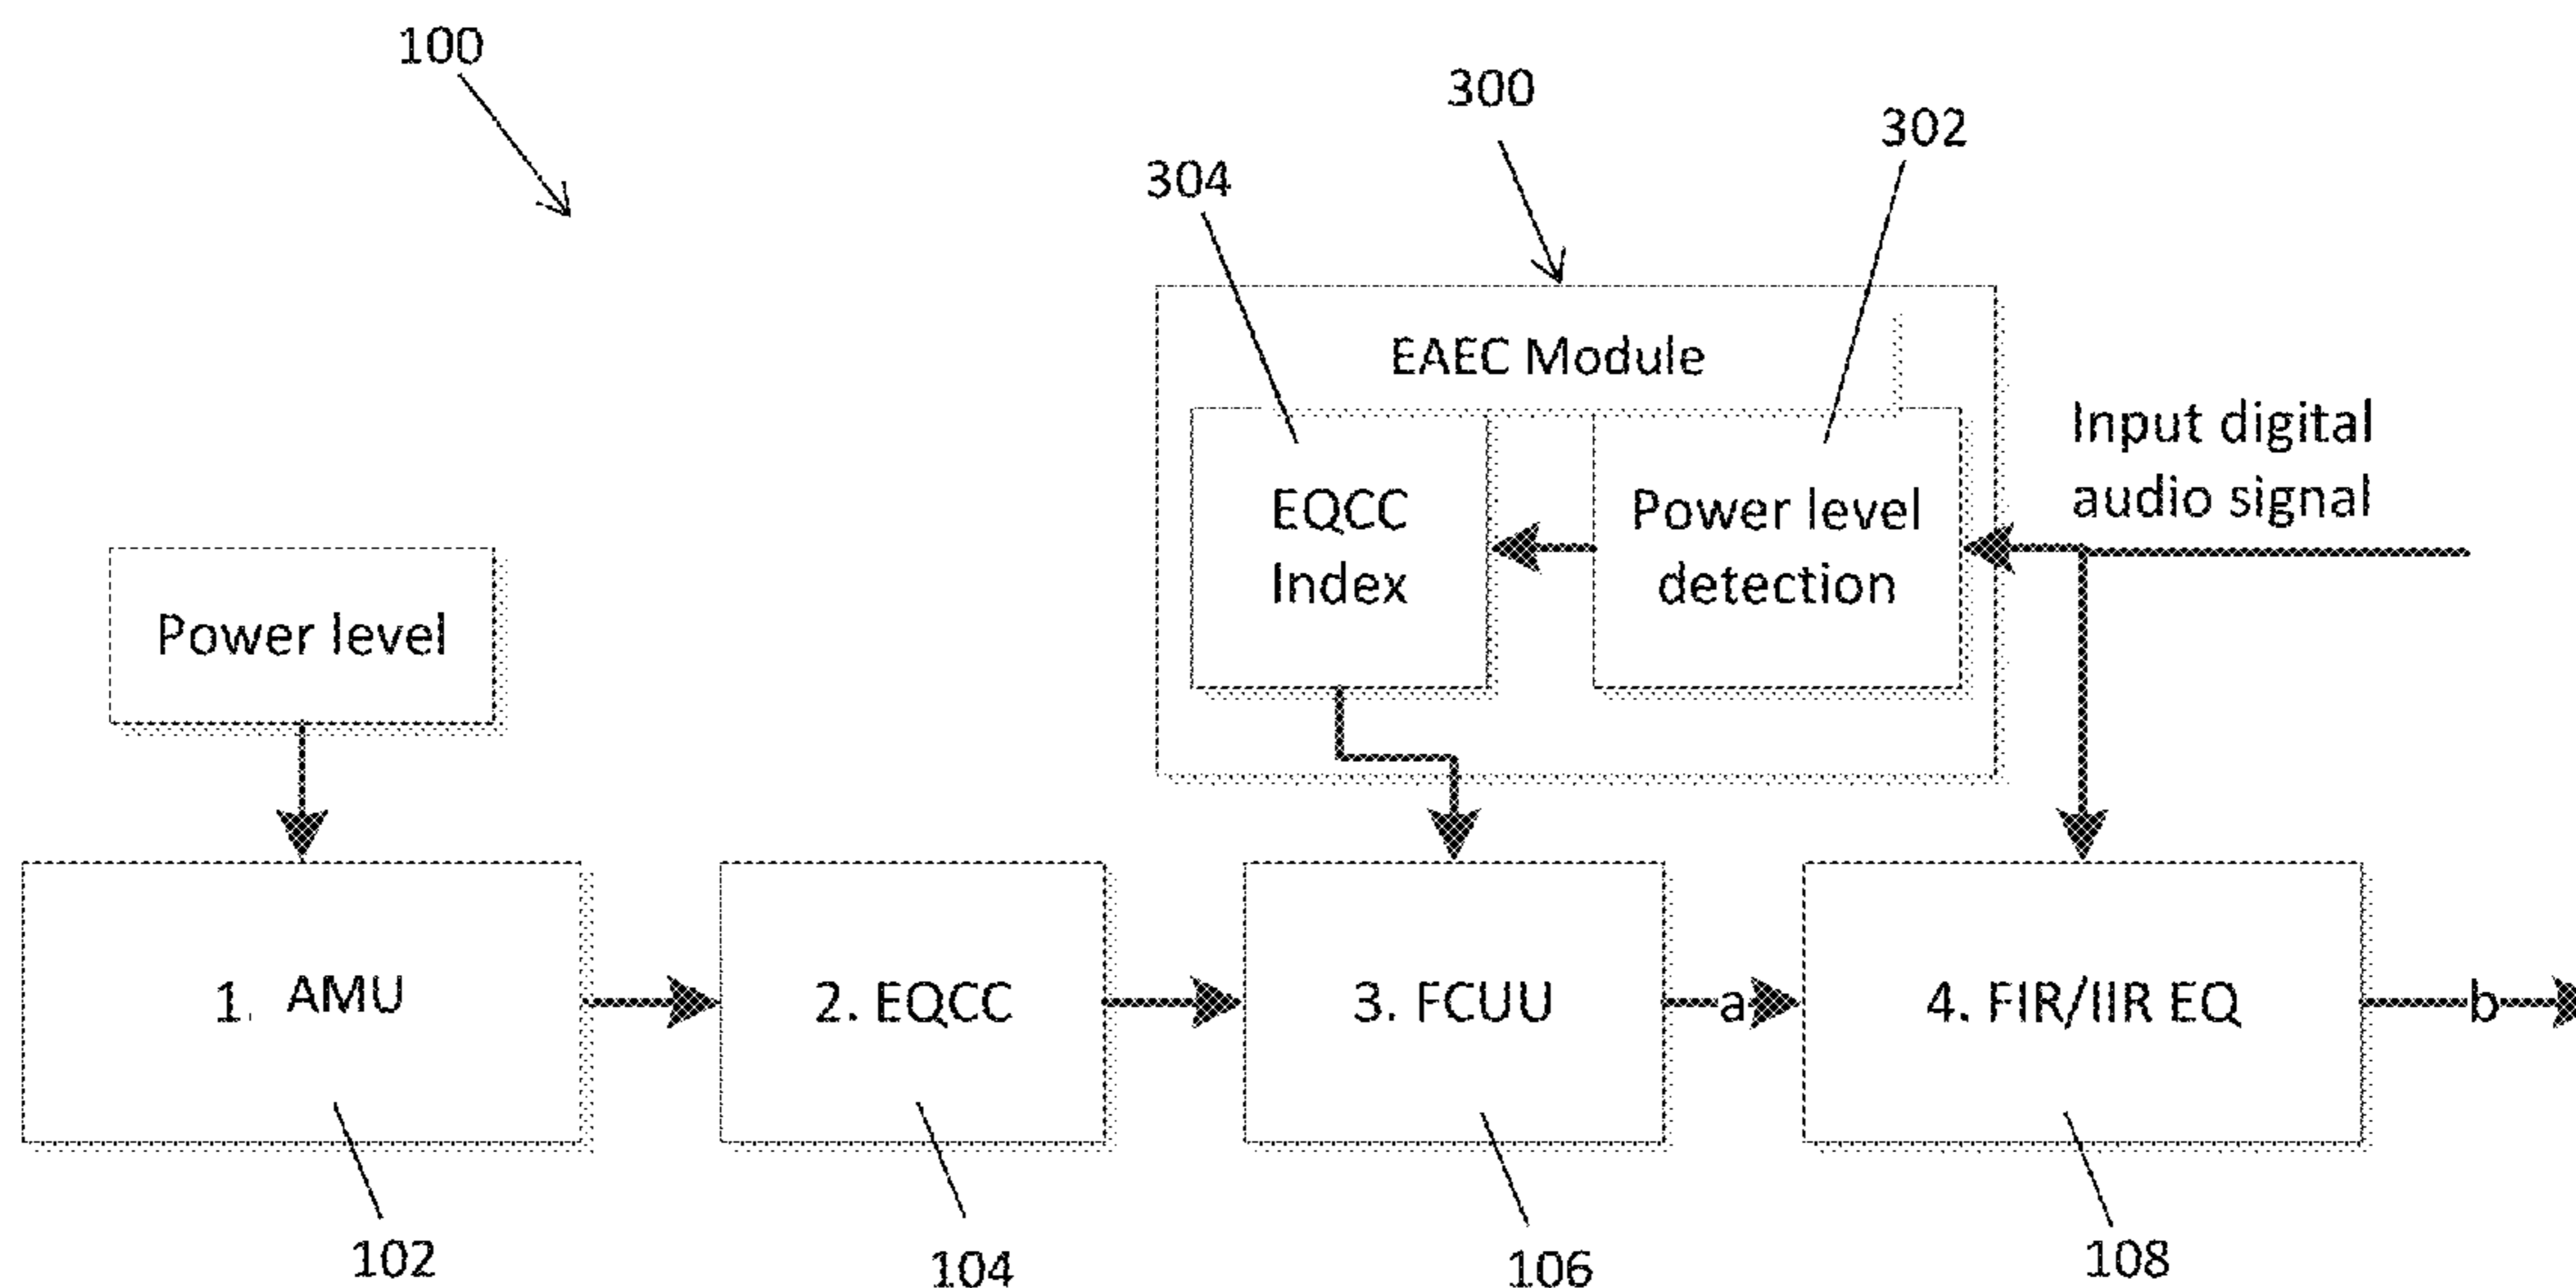 100
300
302
304
EAEC Module
Input digital
audio signal
EQCC
Index
Power level
detection
Power level
1. AMU
2. EQCC
3. FCUU
a
4. FIR/IIR EQ
b
102
104
106
108